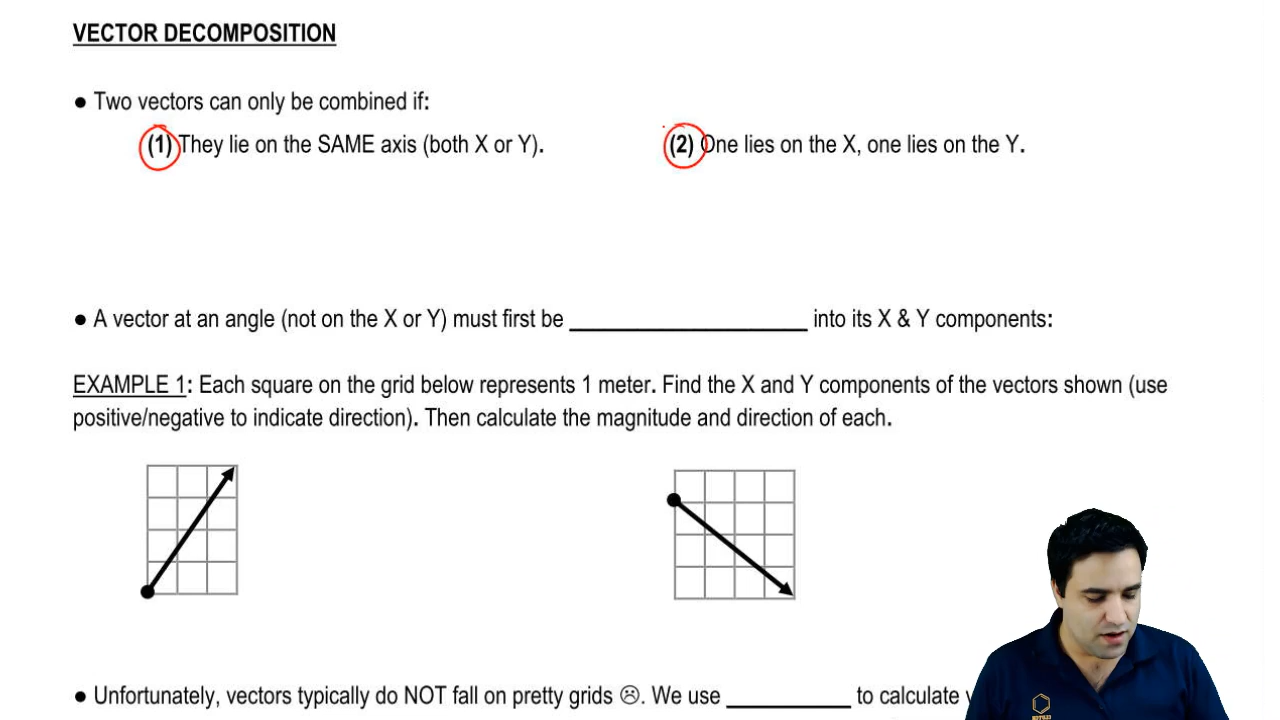 VECTOR DECOMPOSITION
● Two vectors can only be combined if:
(1) They lie on the SAME axis (both X or Y).
(2) One lies on the X, one lies on the Y.
● A vector at an angle (not on the X or Y) must first be ____________________ into its X & Y components:
EXAMPLE 1: Each square on the grid below represents 1 meter. Find the X and Y components of the vectors shown (use
positive/negative to indicate direction). Then calculate the magnitude and direction of each.
● Unfortunately, vectors typically do NOT fall on pretty grids ☹. We use ___________ to calculate